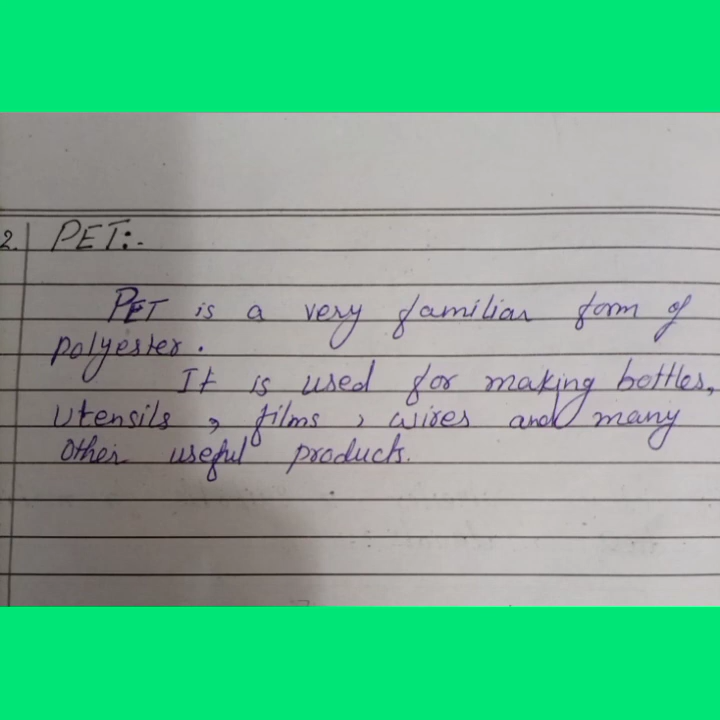 2. PET:-
PET is a very familiar form of
polyester.
It is used for making bottles,
Utensils, films, wires and many
other useful products.